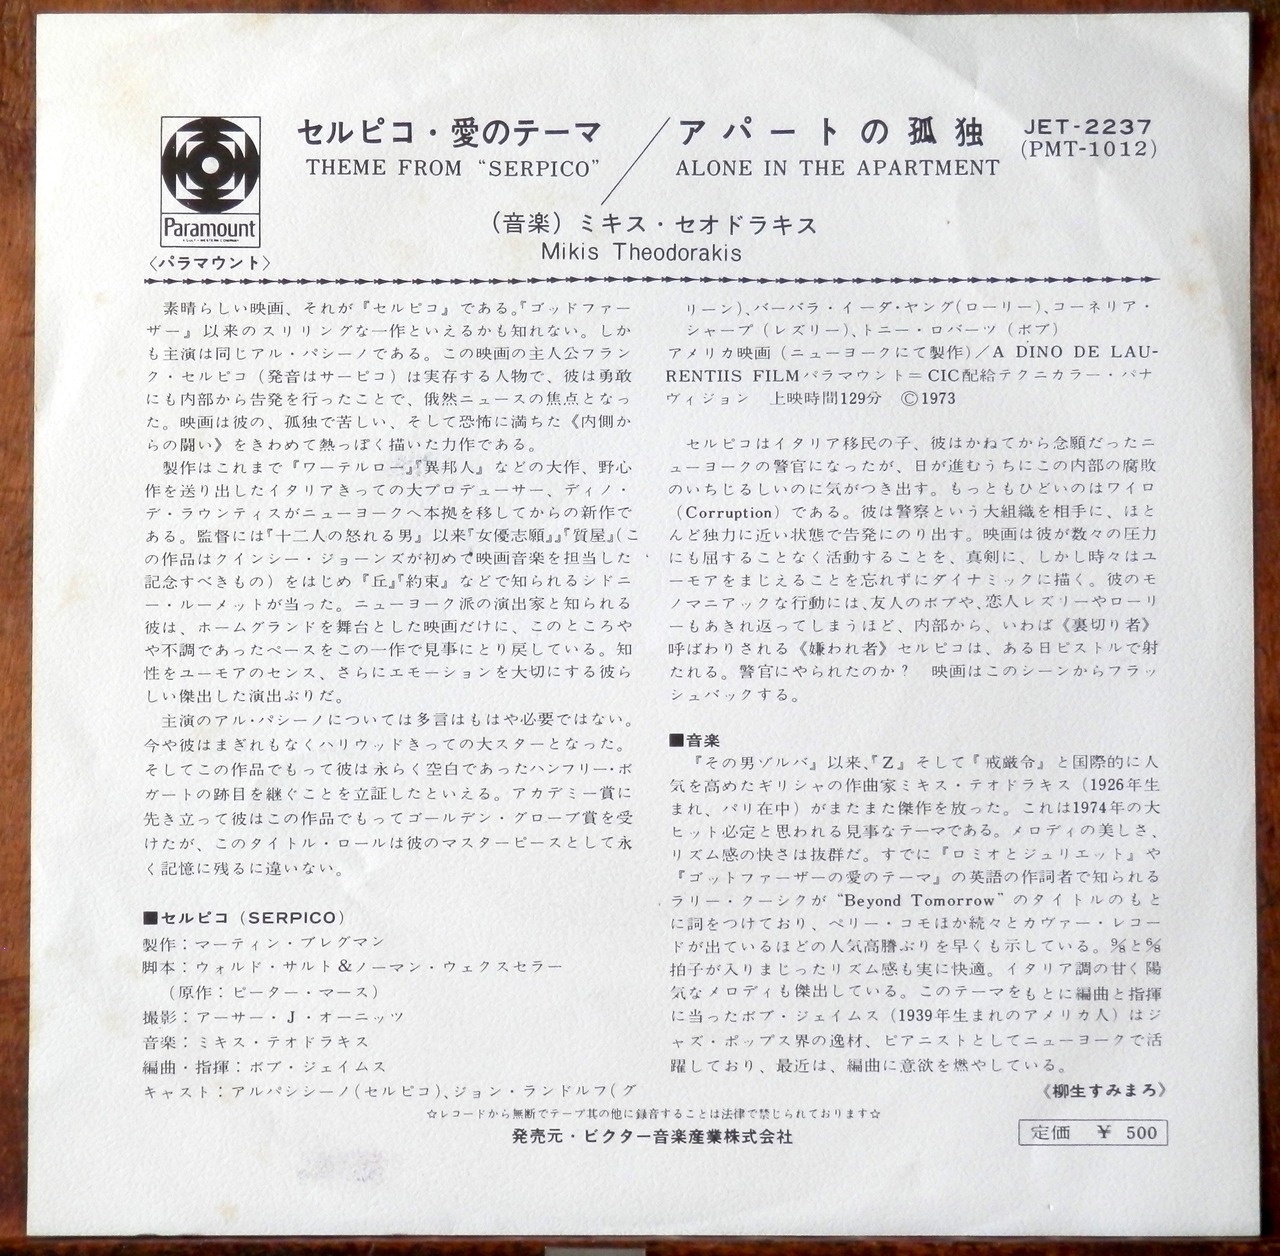 セルピコ・愛のテーマ／アパートの孤独
JET-2237
THEME FROM “SERPICO”
ALONE IN THE APARTMENT
(PMT-1012)
Paramount
〈パラマウント〉
(音楽) ミキス・セオドラキス
Mikis Theodorakis
素晴らしい映画、それが『セルピコ』である。『ゴッドファー
ザー』以来のスリリングな一作といえるかも知れない。しか
も主演は同じアル・パシーノである。この映画の主人公フラン
ク・セルピコ（発音はサーピコ）は実存する人物で、彼は勇敢
にも内部から告発を行ったことで、俄然ニュースの焦点となっ
た。映画は彼の、孤独で苦しい、そして恐怖に満ちた《内側か
らの闘い》をきわめて熱っぽく描いた力作である。
製作はこれまで『ワーテルロー』『異邦人』などの大作、野心
作を送り出したイタリアきっての大プロデューサー、ディノ・
デ・ラウンティスがニューヨークへ本拠を移してからの新作で
ある。監督には『十二人の怒れる男』以来『女優志願』『質屋』（こ
の作品はクインシー・ジョーンズが初めて映画音楽を担当した
記念すべきもの）をはじめ『丘』『約束』などで知られるシドニ
ー・ルーメットが当った。ニューヨーク派の演出家と知られる
彼は、ホームグランドを舞台とした映画だけに、このところや
や不調であったペースをこの一作で見事にとり戻している。知
性をユーモアのセンス、さらにエモーションを大切にする彼ら
しい傑出した演出ぶりだ。
主演のアル・パシーノについては多言はもはや必要ではない。
今や彼はまぎれもなくハリウッドきっての大スターとなった。
そしてこの作品でもって彼は永らく空白であったハンフリー・ボ
ガートの跡目を継ぐことを立証したといえる。アカデミー賞に
先き立って彼はこの作品でもってゴールデン・グローブ賞を受
けたが、このタイトル・ロールは彼のマスターピースとして永
く記憶に残るに違いない。
■セルピコ（SERPICO）
製作：マーティン・ブレグマン
脚本：ウォルド・サルト&ノーマン・ウェクスセラー
（原作：ピーター・マース）
撮影：アーサー・J・オーニッツ
音楽：ミキス・テオドラキス
編曲・指揮：ボブ・ジェイムス
キャスト：アルパシシーノ(セルピコ)、ジョン・ランドルフ(グ
リーン)、バーバラ・イーダ・ヤング(ローリー)、コーネリア・
シャープ（レズリー）、トニー・ロバーツ（ボブ）
アメリカ映画（ニューヨークにて製作）／A DINO DE LAU-
RENTIIS FILMパラマウント＝CIC配給テクニカラー・パナ
ヴィジョン　上映時間129分　©1973
セルピコはイタリア移民の子、彼はかねてから念願だったニ
ューヨークの警官になったが、日が進むうちにこの内部の腐敗
のいちじるしいのに気がつき出す。もっともひどいのはワイロ
（Corruption）である。彼は警察という大組織を相手に、ほと
んど独力に近い状態で告発にのり出す。映画は彼が数々の圧力
にも屈することなく活動することを、真剣に、しかし時々はユ
ーモアをまじえることを忘れずにダイナミックに描く。彼のモ
ノマニアックな行動には、友人のボブや、恋人レズリーやローリ
ーもあきれ返ってしまうほど、内部から、いわば《裏切り者》
呼ばわりされる《嫌われ者》セルピコは、ある日ピストルで射
たれる。警官にやられたのか？　映画はこのシーンからフラッ
シュバックする。
■音楽
『その男ゾルバ』以来、『Z』そして『戒厳令』と国際的に人
気を高めたギリシャの作曲家ミキス・テオドラキス（1926年生
まれ、パリ在中）がまたまた傑作を放った。これは1974年の大
ヒット必定と思われる見事なテーマである。メロディの美しさ、
リズム感の快さは抜群だ。すでに『ロミオとジュリエット』や
『ゴットファーザーの愛のテーマ』の英語の作詞者で知られる
ラリー・クーシクが “Beyond Tomorrow” のタイトルのもと
に詞をつけており、ペリー・コモほか続々とカヴァー・レコー
ドが出ているほどの人気高騰ぶりを早くも示している。
拍子が入りまじったリズム感も実に快適。イタリア調の甘く陽
気なメロディも傑出している。このテーマをもとに編曲と指揮
に当ったボブ・ジェイムス（1939年生まれのアメリカ人）はジ
ャズ・ポップス界の逸材、ピアニストとしてニューヨークで活
躍しており、最近は、編曲に意欲を燃やしている。
《柳生すみまろ》
☆レコードから無断でテープ其の他に録音することは法律で禁じられております☆
発売元・ビクター音楽産業株式会社
定価　¥ 500